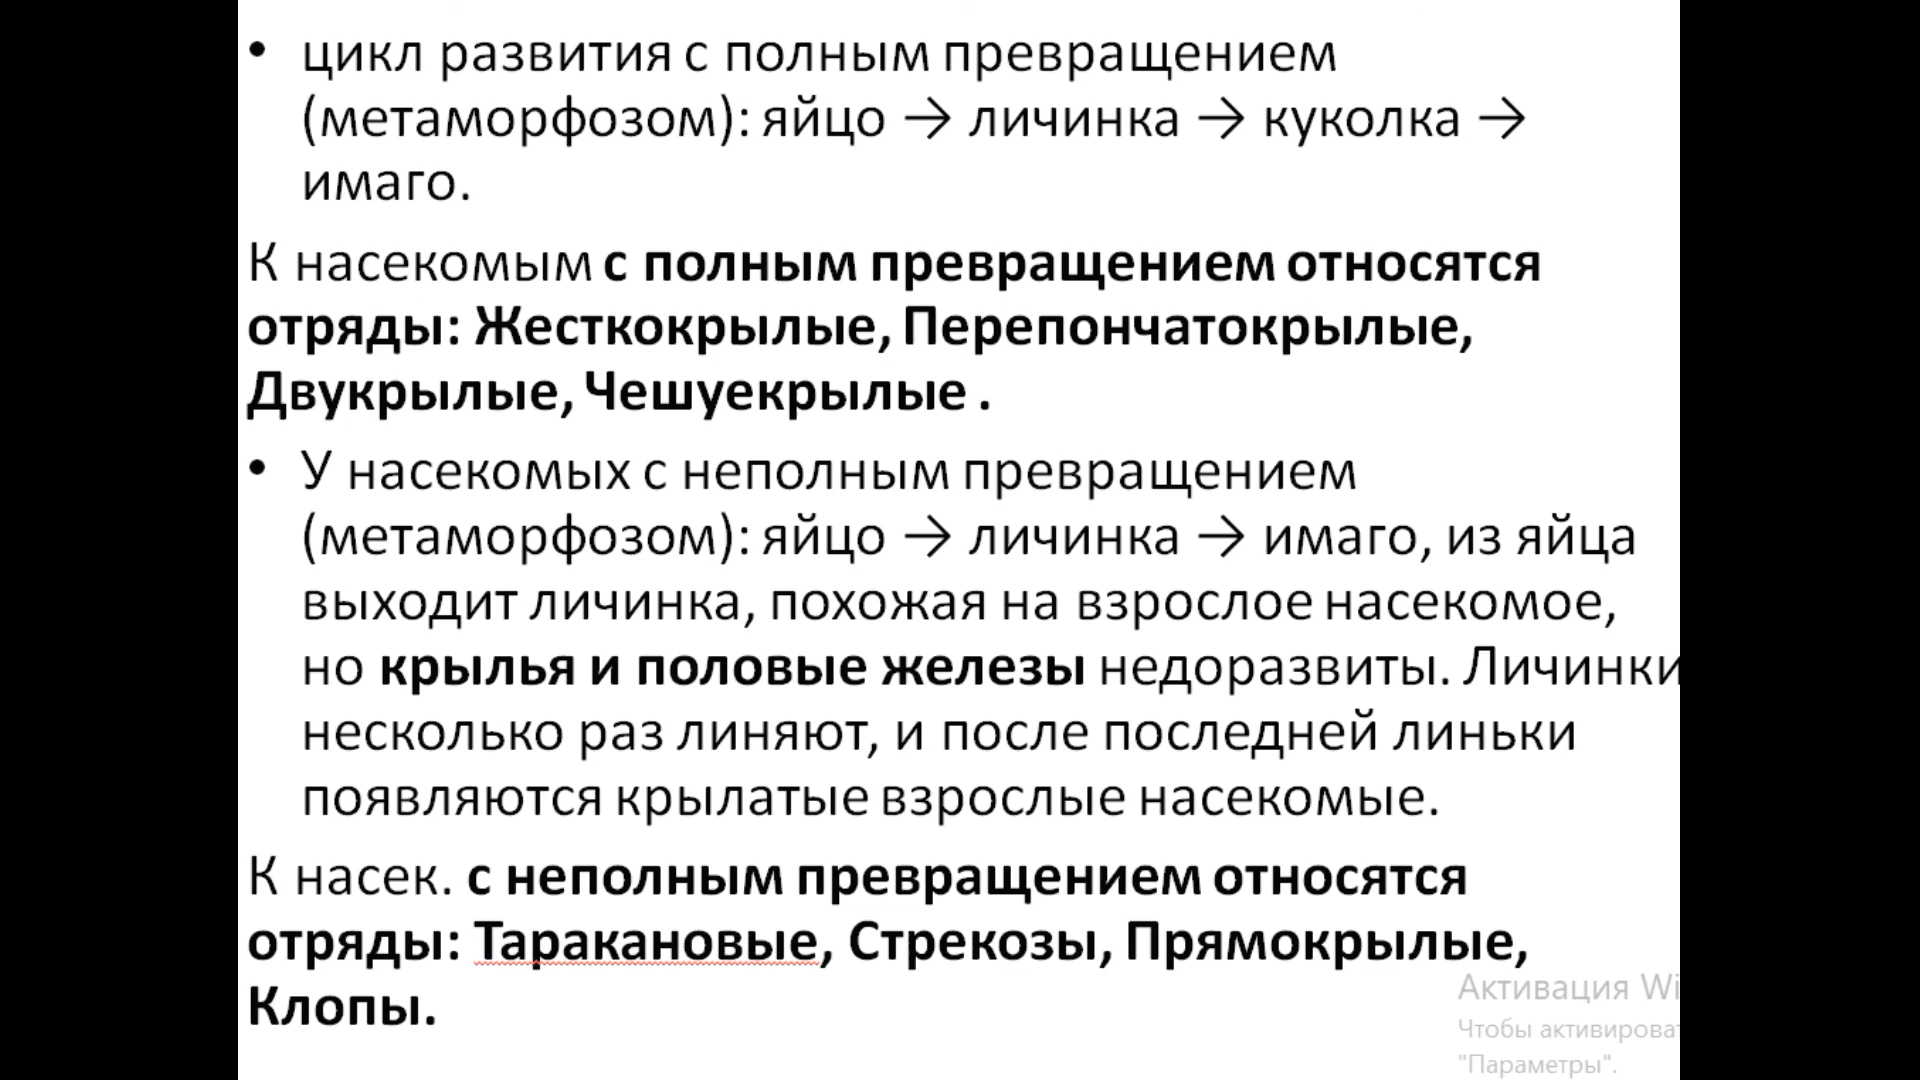 • цикл развития с полным превращением
(метаморфозом): яйцо → личинка → куколка →
имаго.
К насекомым с полным превращением относятся
отряды: Жесткокрылые, Перепончатокрылые,
Двукрылые, Чешуекрылые .
• У насекомых с неполным превращением
(метаморфозом): яйцо → личинка → имаго, из яйца
выходит личинка, похожая на взрослое насекомое,
но крылья и половые железы недоразвиты. Личинки
несколько раз линяют, и после последней линьки
появляются крылатые взрослые насекомые.
К насек. с неполным превращением относятся
отряды: Таракановые, Стрекозы, Прямокрылые,
Клопы.
Активация Wi
Чтобы активироват
"Параметры".